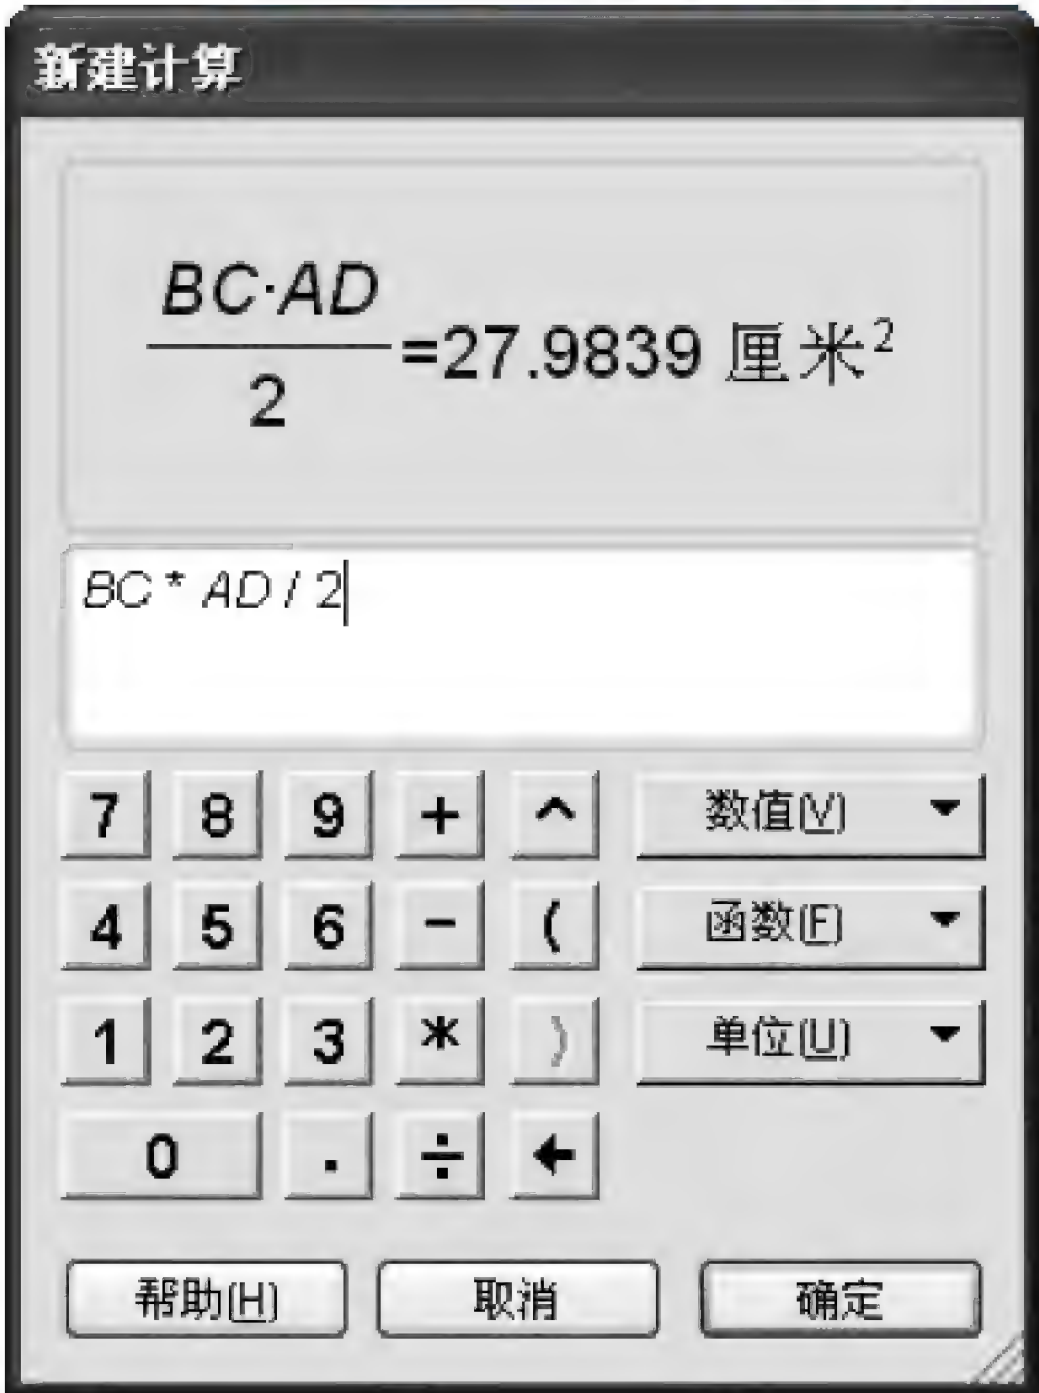 新建计算
BC·AD
2
=27.9839 厘米²
BC * AD / 2
7 8 9 + ^ 数值(V)
4 5 6 - ( 函数(F)
1 2 3 * ) 单位(U)
0 . ÷ ←
帮助(H) 取消 确定